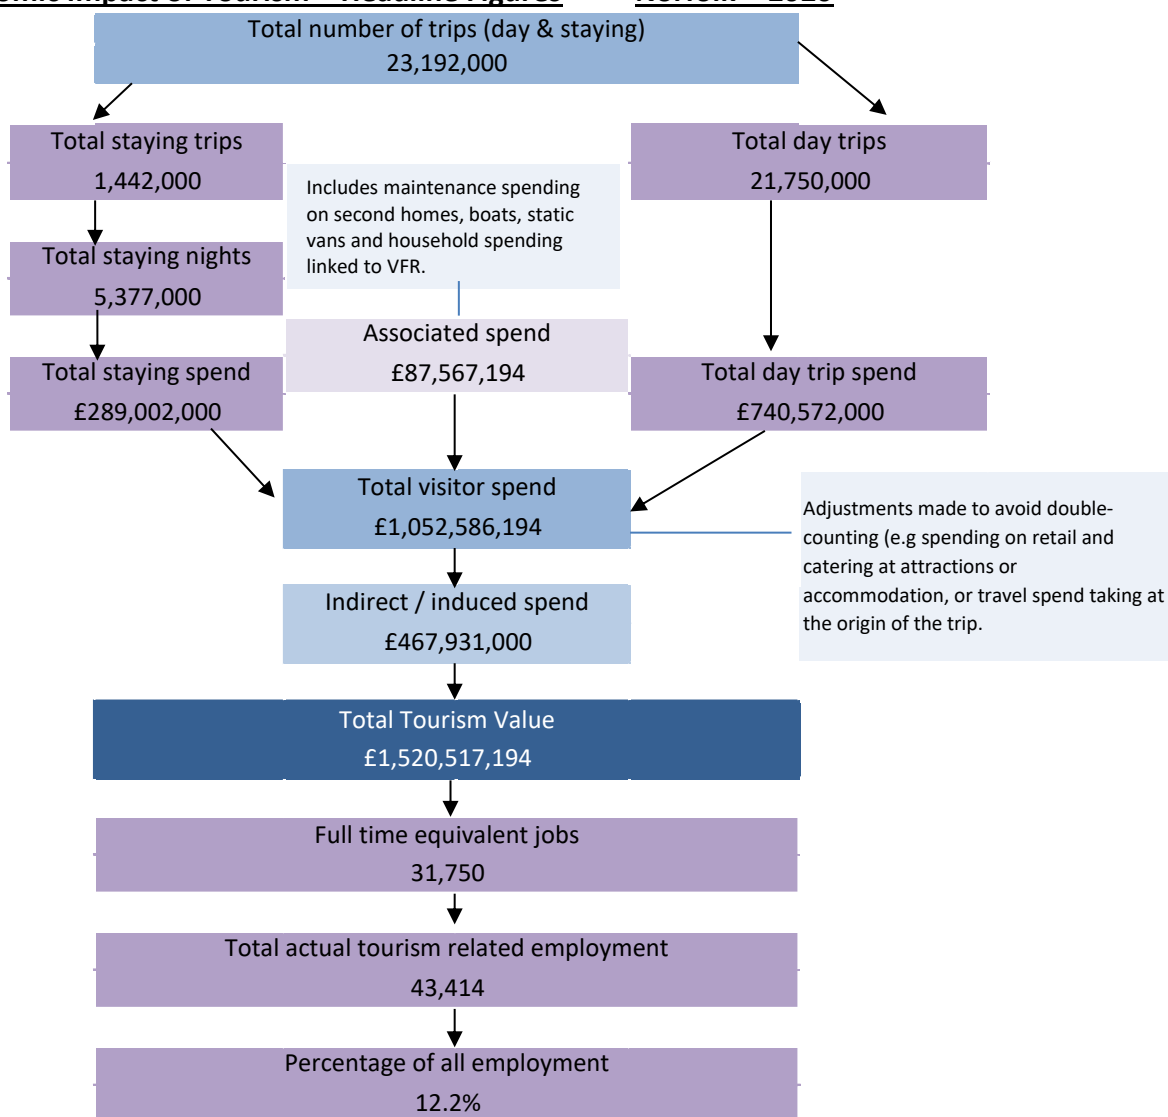 Impact of Tourism – Headline Figures
Total number of trips (day & staying)
23,192,000
Total staying trips
1,442,000
Total day trips
21,750,000
Includes maintenance spending
on second homes, boats, static
vans and household spending
linked to VFR.
Total staying nights
5,377,000
Associated spend
£87,567,194
Total staying spend
£289,002,000
Total day trip spend
£740,572,000
Total visitor spend
£1,052,586,194
Adjustments made to avoid double-
counting (e.g spending on retail and
catering at attractions or
accommodation, or travel spend taking at
the origin of the trip.
Indirect / induced spend
£467,931,000
Total Tourism Value
£1,520,517,194
Full time equivalent jobs
31,750
Total actual tourism related employment
43,414
Percentage of all employment
12.2%